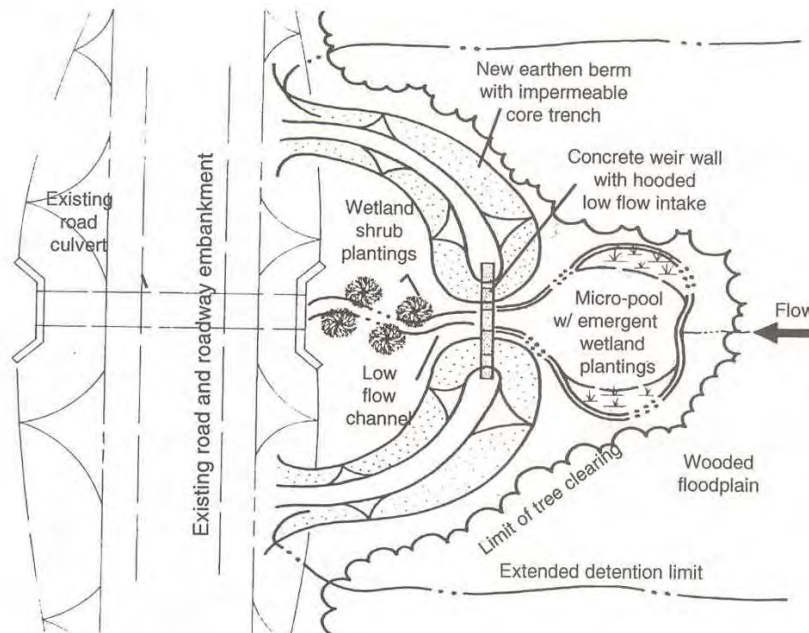 New earthen berm
with impermeable
core trench
Concrete weir wall
with hooded
low flow intake
Existing
road
culvert
Existing road and roadway embankment
Wetland
shrub
plantings
Micro-pool
w/ emergent
wetland
plantings
Flow
Low
flow
channel
Limit of tree clearing
Wooded
floodplain
Extended detention limit